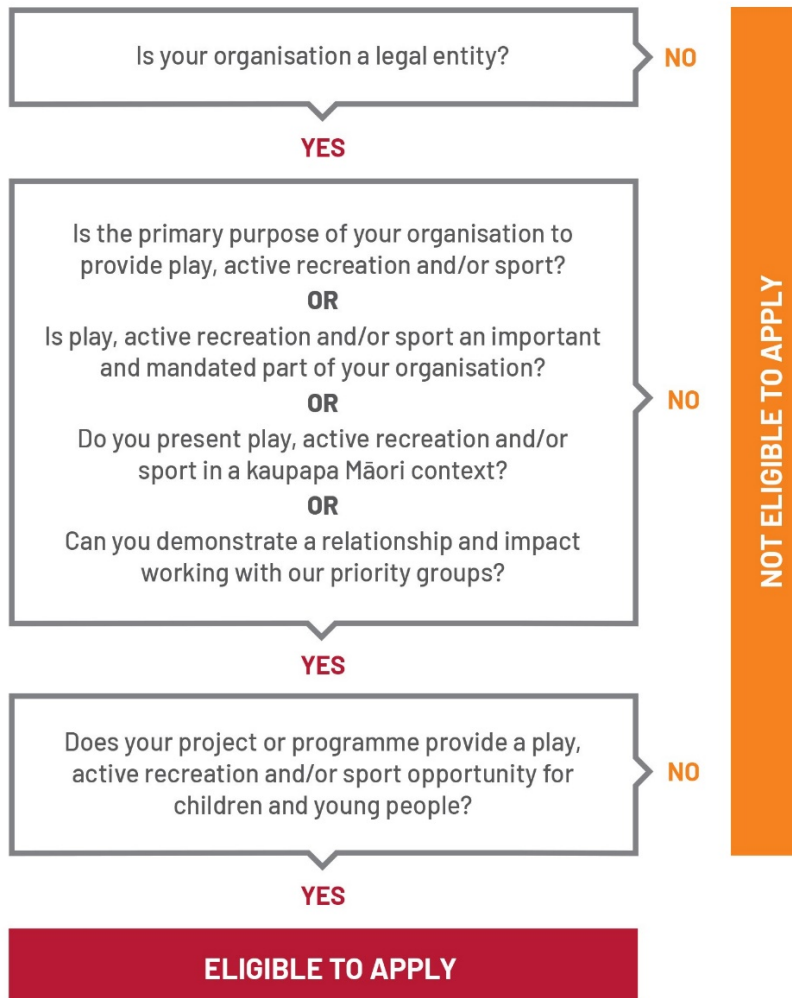 Is your organisation a legal entity?
NO
YES
Is the primary purpose of your organisation to
provide play, active recreation and/or sport?
OR
Is play, active recreation and/or sport an important
and mandated part of your organisation?
OR
Do you present play, active recreation and/or
sport in a kaupapa Māori context?
OR
Can you demonstrate a relationship and impact
working with our priority groups?
NO
YES
Does your project or programme provide a play,
active recreation and/or sport opportunity for
children and young people?
NO
YES
ELIGIBLE TO APPLY
NOT ELIGIBLE TO APPLY